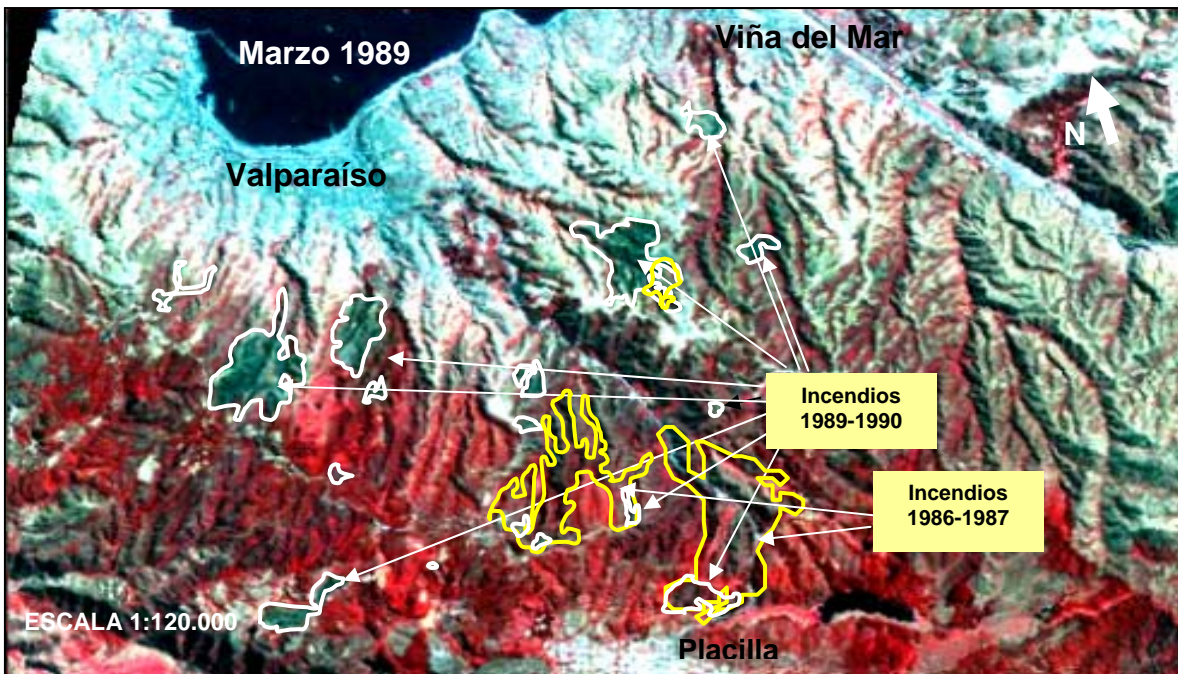 Marzo 1989
Viña del Mar
N
Valparaíso
Incendios
1989-1990
Incendios
1986-1987
ESCALA 1:120.000
Placilla